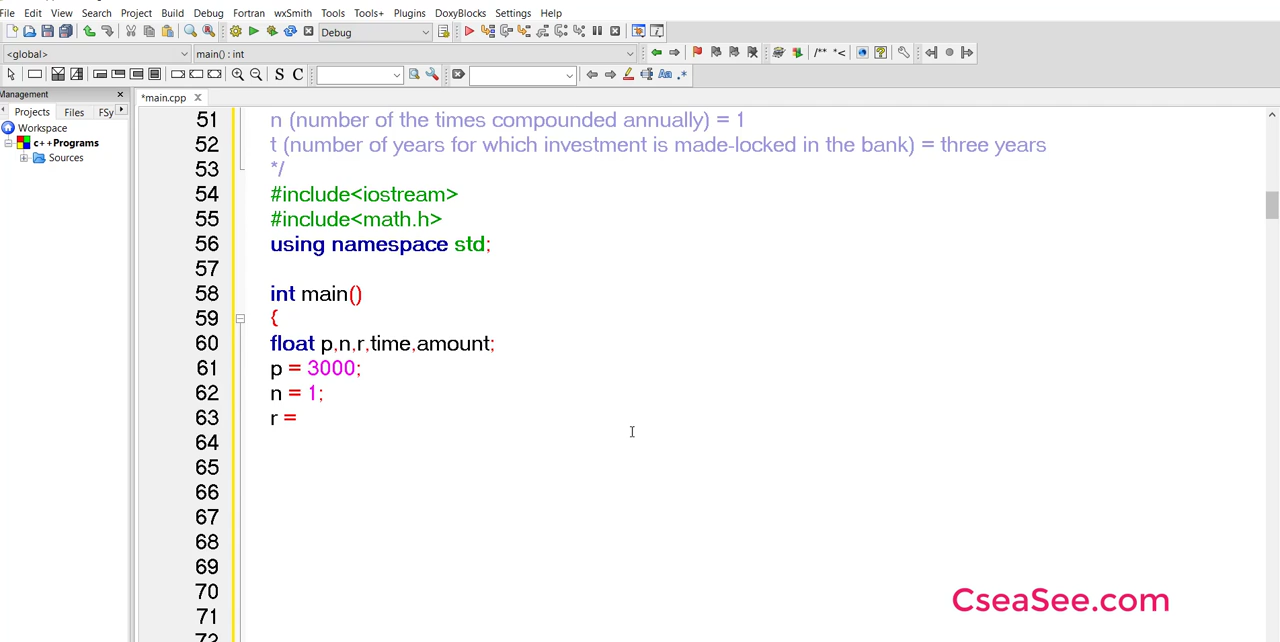 File Edit View Search Project Build Debug Fortran wxSmith Tools Tools+ Plugins DoxyBlocks Settings Help
Debug
<global> main() : int
/** *<
S C Aa .*
Management
*main.cpp
Projects Files FSy
Workspace
c++Programs
Sources
51 n (number of the times compounded annually) = 1
52 t (number of years for which investment is made-locked in the bank) = three years
53 */
54 #include<iostream>
55 #include<math.h>
56 using namespace std;
57
58 int main()
59 {
60 float p,n,r,time,amount;
61 p = 3000;
62 n = 1;
63 r =
64
65
66
67
68
69
70
71
72
CseaSee.com